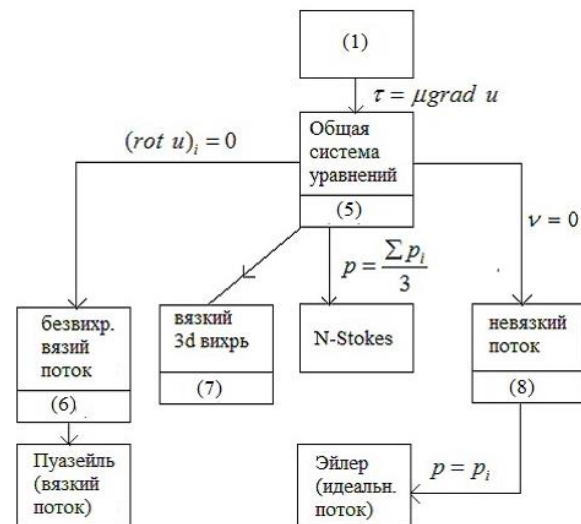 (1)
τ = μgrad u
Общая
система
уравнений
(5)
(rot u)ᵢ = 0
ν = 0
p = ∑pᵢ / 3
безвихр.
вязий
поток
(6)
вязкий
3d вихрь
(7)
N-Stokes
невязкий
поток
(8)
Пуазейль
(вязкий
поток)
Эйлер
(идеальн.
поток)
p = pᵢ